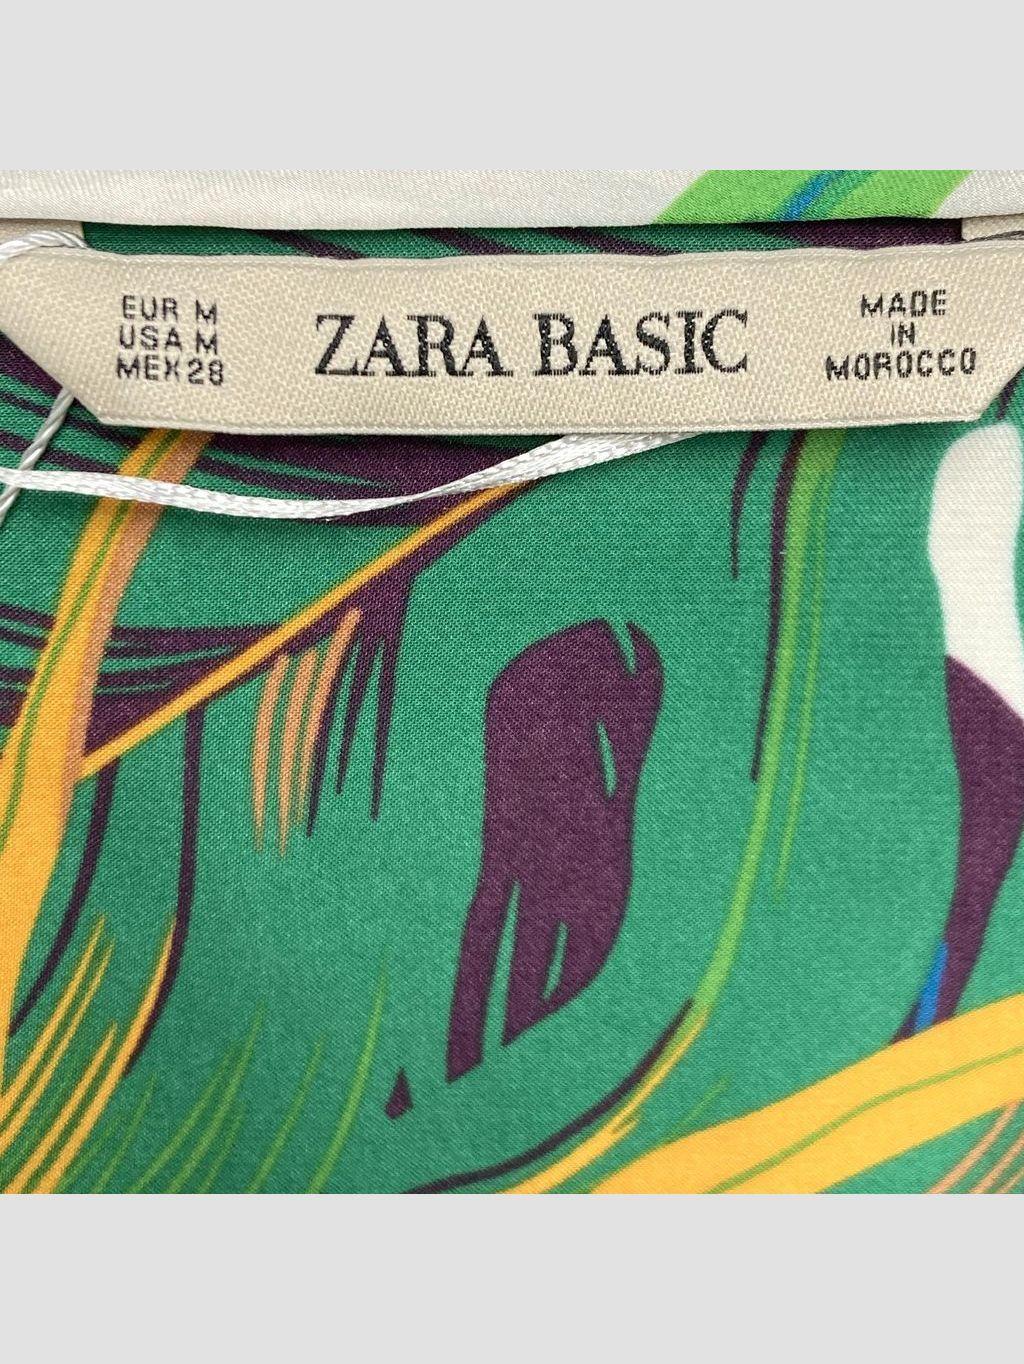 EUR M
USA M
MEX 28
ZARA BASIC
MADE
IN
MOROCCO